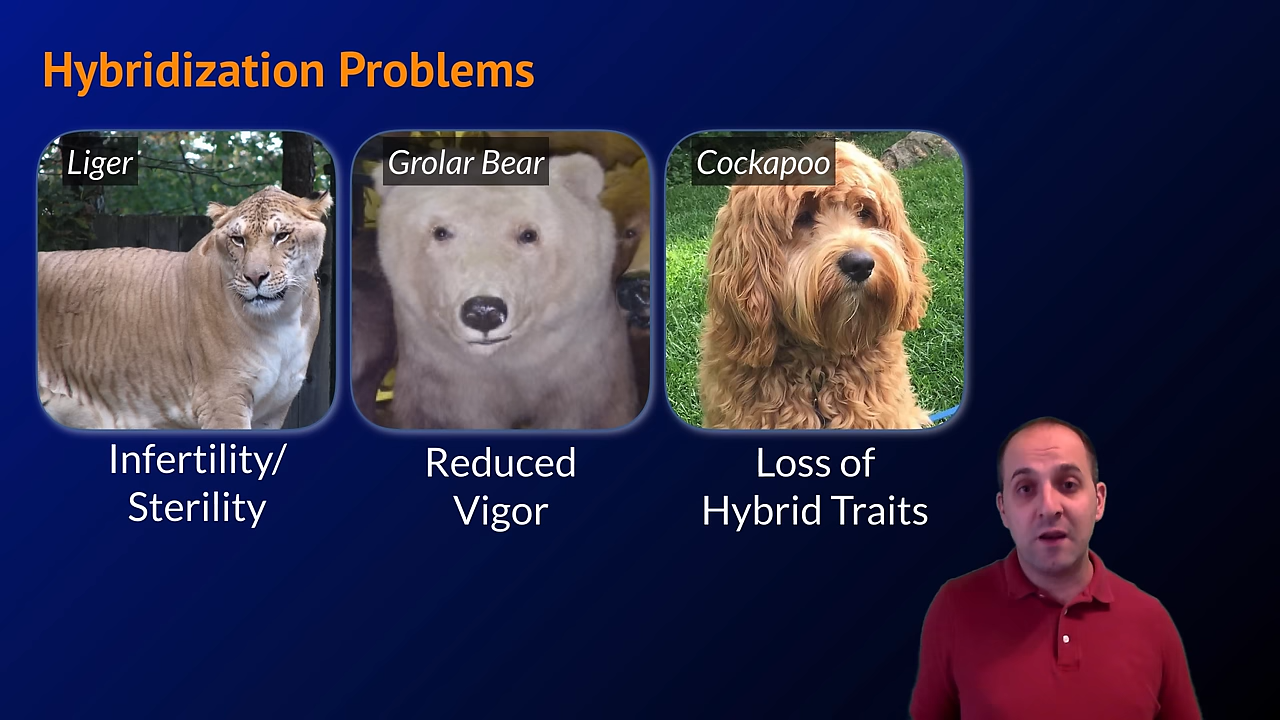 Hybridization Problems
Liger
Grolar Bear
Cockapoo
Infertility/
Sterility
Reduced
Vigor
Loss of
Hybrid Traits